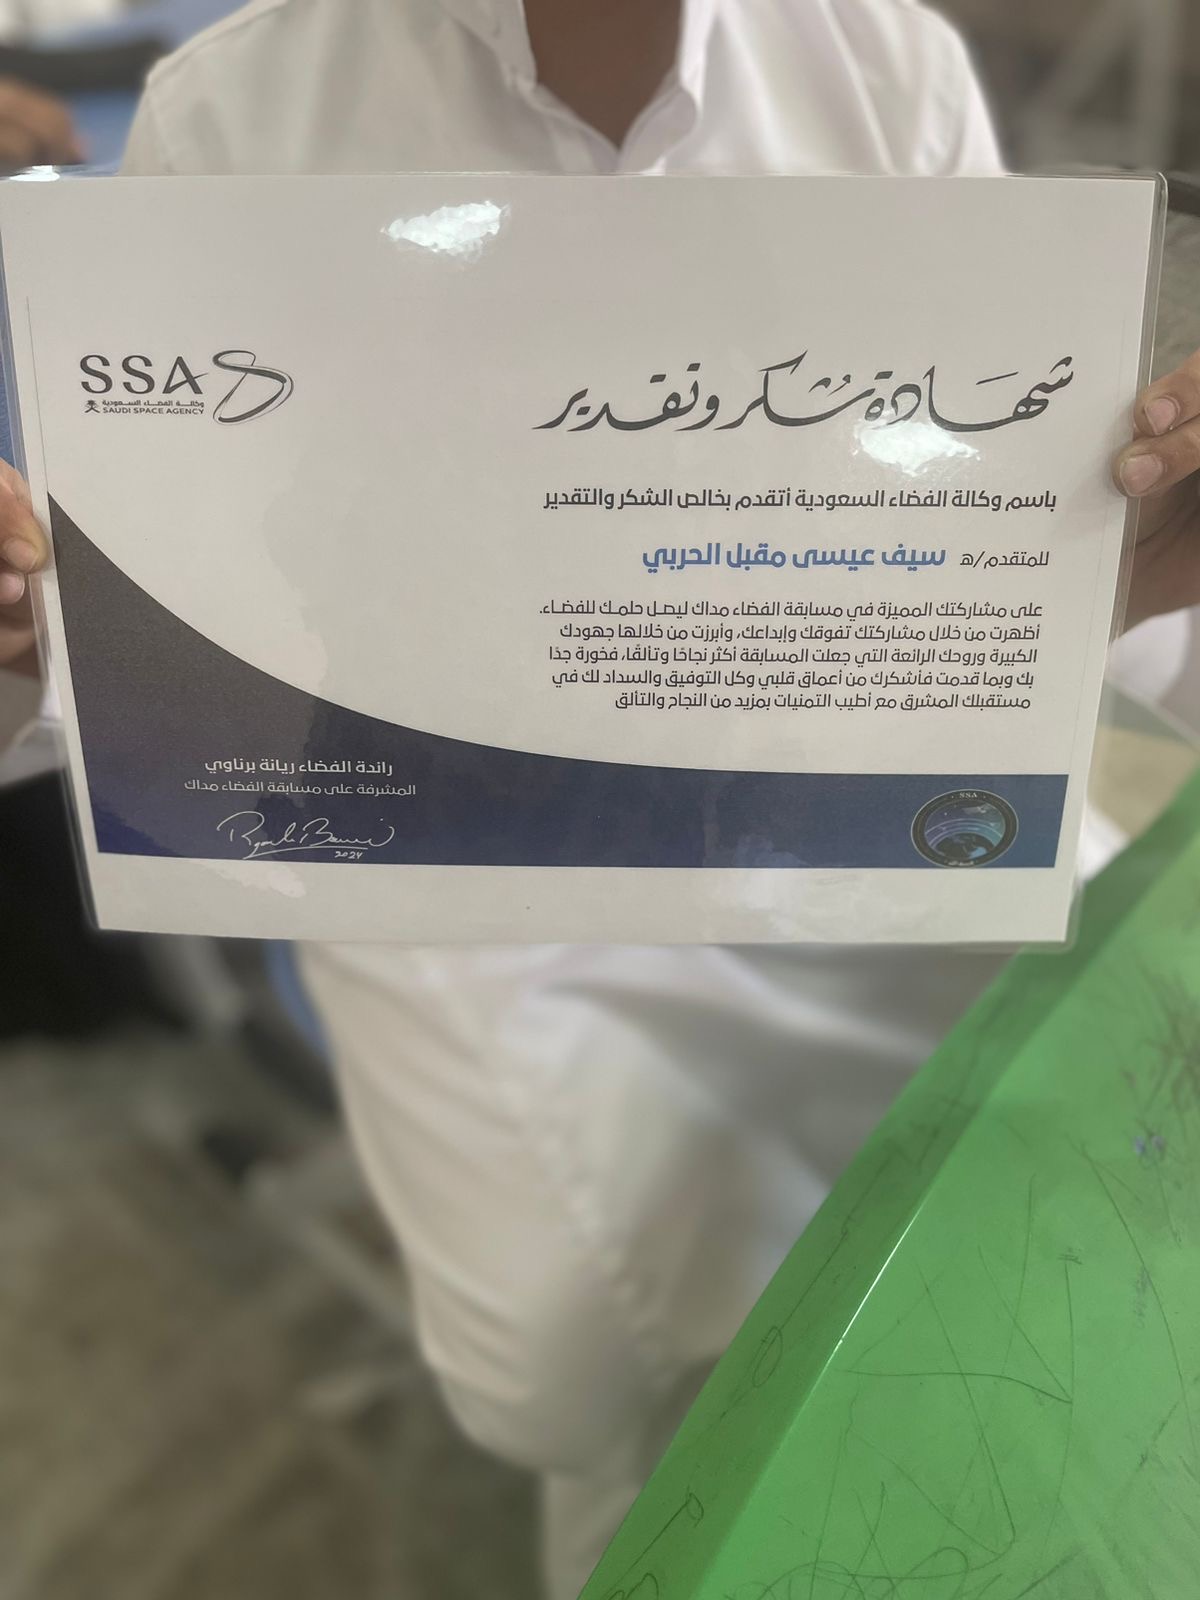 SSA
وكالة الفضاء السعودية
SAUDI SPACE AGENCY
شهادة شكر وتقدير
باسم وكالة الفضاء السعودية أتقدم بخالص الشكر والتقدير
للمتقدم/ه سيف عيسى مقبل الحربي
على مشاركتك المميزة في مسابقة الفضاء مداك ليصل حلمك للفضاء.
أظهرت من خلال مشاركتك تفوقك وإبداعك، وأبرزت من خلالها جهودك
الكبيرة وروحك الرائعة التي جعلت المسابقة أكثر نجاحًا وتألقًا، فخورة جدًا
بك وبما قدمت فأشكرك من أعماق قلبي وكل التوفيق والسداد لك في
مستقبلك المشرق مع أطيب التمنيات بمزيد من النجاح والتألق
رائدة الفضاء ريانة برناوي
المشرفة على مسابقة الفضاء مداك
2024
SSA